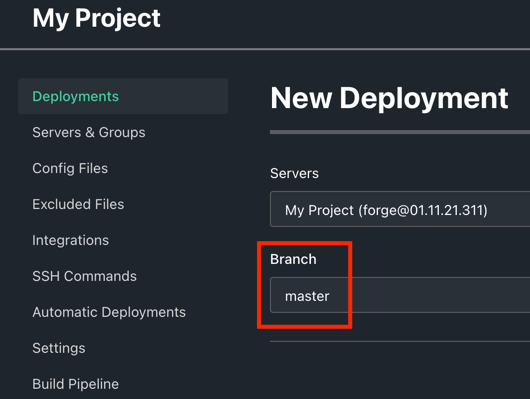 My Project
Deployments
Servers & Groups
Config Files
Excluded Files
Integrations
SSH Commands
Automatic Deployments
Settings
Build Pipeline
New Deployment
Servers
My Project (forge@01.11.21.311)
Branch
master